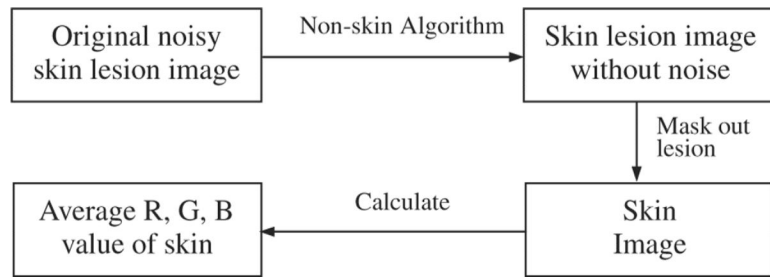 Original noisy
skin lesion image
Non-skin Algorithm
Skin lesion image
without noise
Mask out
lesion
Skin
Image
Calculate
Average R, G, B
value of skin